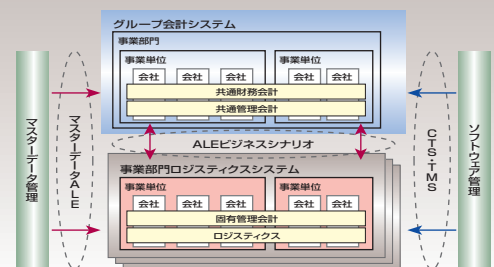 グループ会計システム
事業部門
事業単位
事業単位
会社 会社 会社 会社 会社
共通財務会計
共通管理会計
ALEビジネスシナリオ
事業部門ロジスティクスシステム
事業単位
事業単位
会社 会社 会社 会社 会社
固有管理会計
ロジスティクス
マスターデータ管理
マスターデータALE
CTS・TMS
ソフトウェア管理